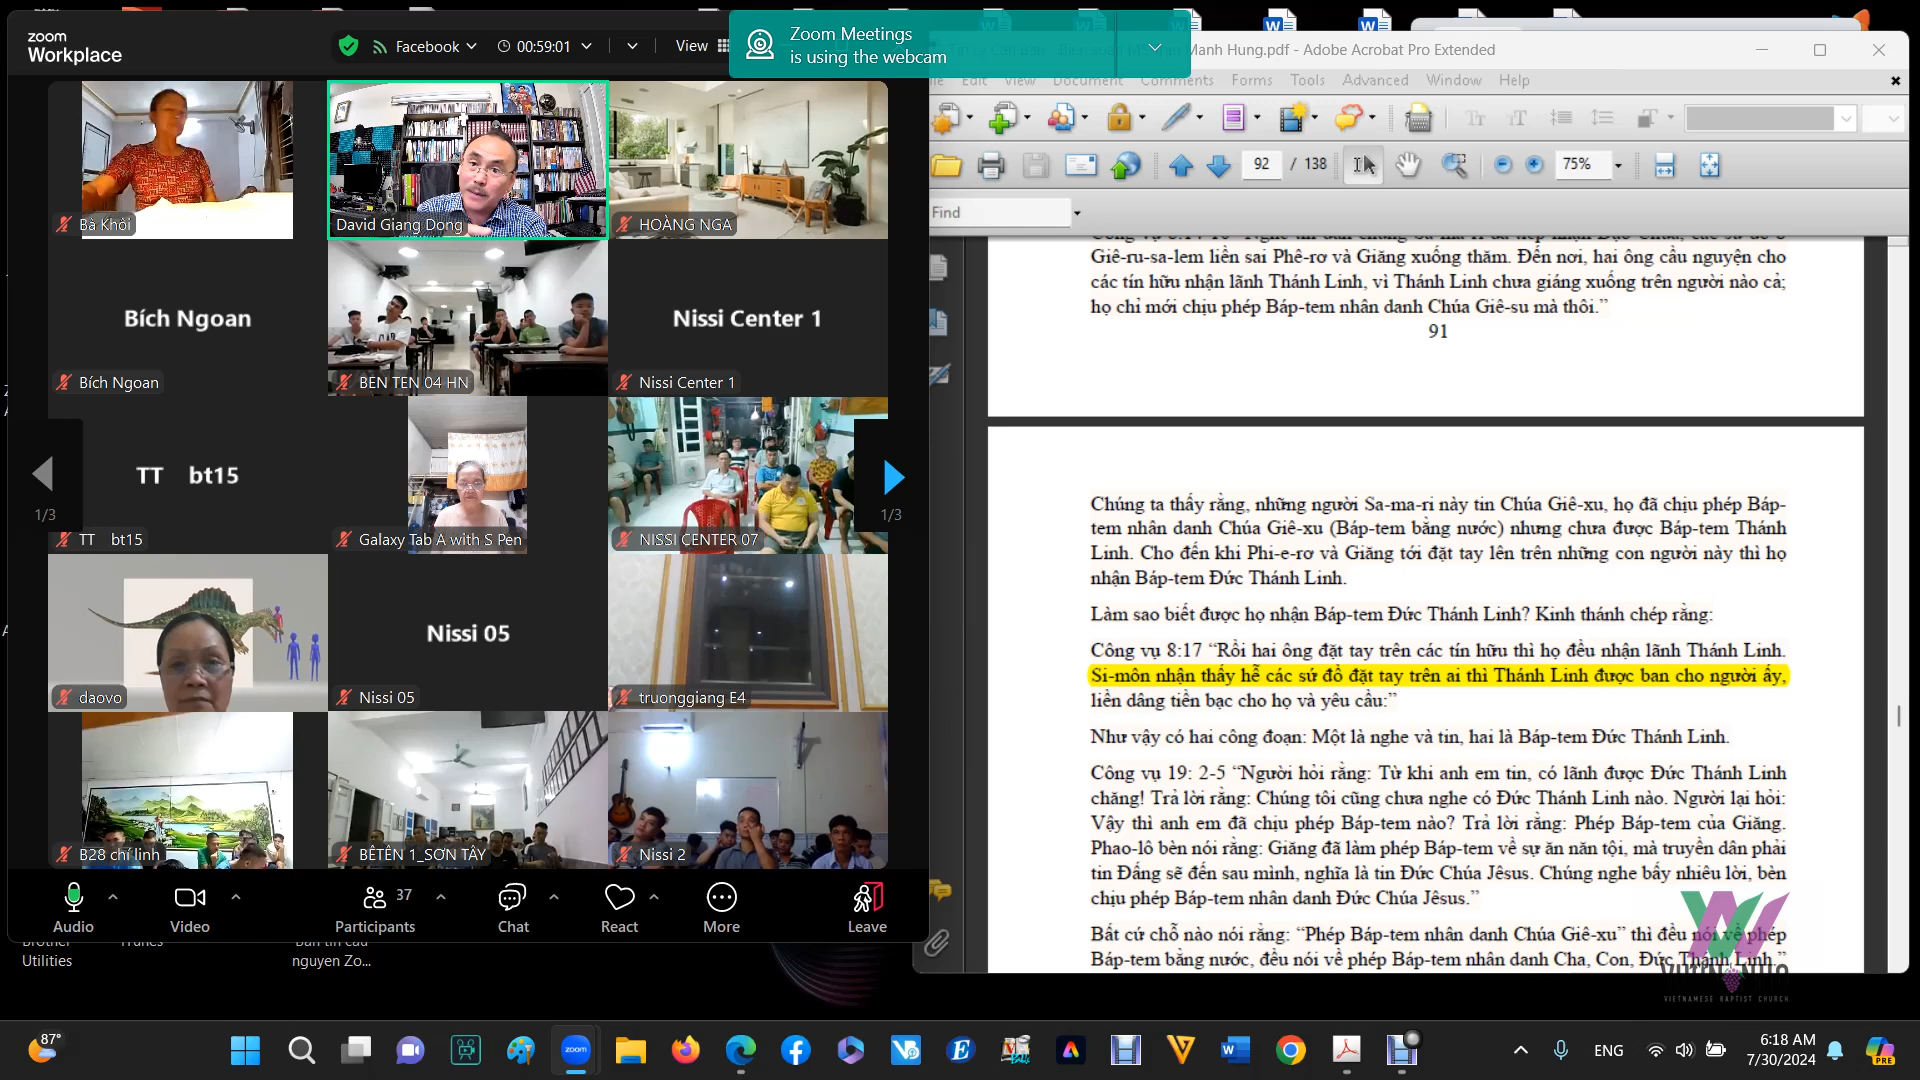 zoom
Workplace
Facebook
00:59:01
View
Zoom Meetings
is using the webcam
Manh Hung.pdf - Adobe Acrobat Pro Extended
Edit View Document Comments Forms Tools Advanced Window Help
92 / 138
75%
Find
Bà Khôi
David Giang Dong
HOÀNG NGA
Bích Ngoan
Bích Ngoan
BEN TEN 04 HN
Nissi Center 1
Nissi Center 1
TT bt15
TT bt15
Galaxy Tab A with S Pen
NISSI CENTER 07
1/3
1/3
daovo
Nissi 05
Nissi 05
truonggiang E4
B28 chí linh
BÊTÊN 1_SƠN TÂY
Nissi 2
Audio
Video
Participants
37
Chat
React
More
Leave
Giê-ru-sa-lem liền sai Phê-rơ và Giăng xuống thăm. Đến nơi, hai ông cầu nguyện cho
các tín hữu nhận lãnh Thánh Linh, vì Thánh Linh chưa giáng xuống trên người nào cả;
họ chỉ mới chịu phép Báp-tem nhân danh Chúa Giê-su mà thôi.”
91
Chúng ta thấy rằng, những người Sa-ma-ri này tin Chúa Giê-xu, họ đã chịu phép Báp-
tem nhân danh Chúa Giê-xu (Báp-tem bằng nước) nhưng chưa được Báp-tem Thánh
Linh. Cho đến khi Phi-e-rơ và Giăng tới đặt tay lên trên những con người này thì họ
nhận Báp-tem Đức Thánh Linh.
Làm sao biết được họ nhận Báp-tem Đức Thánh Linh? Kinh thánh chép rằng:
Công vụ 8:17 “Rồi hai ông đặt tay trên các tín hữu thì họ đều nhận lãnh Thánh Linh.
Si-môn nhận thấy hễ các sứ đồ đặt tay trên ai thì Thánh Linh được ban cho người ấy,
liền dâng tiền bạc cho họ và yêu cầu:”
Như vậy có hai công đoạn: Một là nghe và tin, hai là Báp-tem Đức Thánh Linh.
Công vụ 19: 2-5 “Người hỏi rằng: Từ khi anh em tin, có lãnh được Đức Thánh Linh
chăng! Trả lời rằng: Chúng tôi cũng chưa nghe có Đức Thánh Linh nào. Người lại hỏi:
Vậy thì anh em đã chịu phép Báp-tem nào? Trả lời rằng: Phép Báp-tem của Giăng.
Phao-lô bèn nói rằng: Giăng đã làm phép Báp-tem về sự ăn năn tội, mà truyền dân phải
tin Đấng sẽ đến sau mình, nghĩa là tin Đức Chúa Jêsus. Chúng nghe bấy nhiêu lời, bèn
chịu phép Báp-tem nhân danh Đức Chúa Jêsus.”
Bất cứ chỗ nào nói rằng: “Phép Báp-tem nhân danh Chúa Giê-xu” thì đều nói về phép
Báp-tem bằng nước, đều nói về phép Báp-tem nhân danh Cha, Con, Đức Thánh Linh.”
VIETNAMESE BAPTIST CHURCH
Utilities
nguyen Zo...
87°
ENG
6:18 AM
7/30/2024